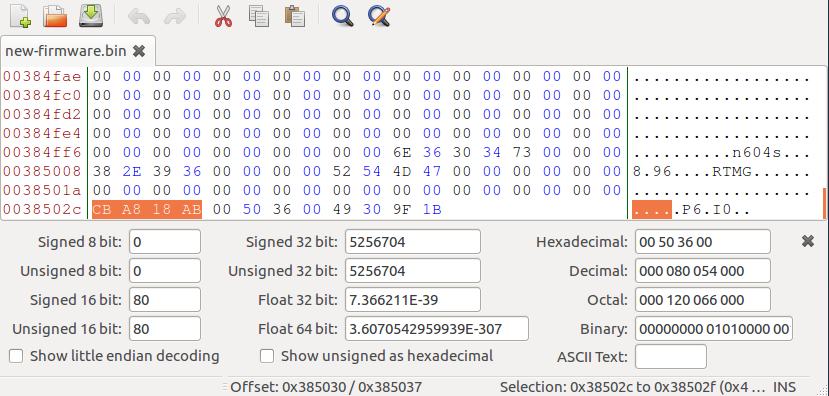 new-firmware.bin
00384fae 00 00 00 00 00 00 00 00 00 00 00 00 00 00 00 00 00 00 ..................
00384fc0 00 00 00 00 00 00 00 00 00 00 00 00 00 00 00 00 00 00 ..................
00384fd2 00 00 00 00 00 00 00 00 00 00 00 00 00 00 00 00 00 00 ..................
00384fe4 00 00 00 00 00 00 00 00 00 00 00 00 00 00 00 00 00 00 ..................
00384ff6 00 00 00 00 00 00 00 00 00 00 6E 36 30 34 73 00 00 00 ..........n604s...
00385008 38 2E 39 36 00 00 00 00 52 54 4D 47 00 00 00 00 00 00 8.96....RTMG......
0038501a 00 00 00 00 00 00 00 00 00 00 00 00 00 00 00 00 00 00 ..................
0038502c CB A8 18 AB 00 50 36 00 49 30 9F 1B .....P6.I0..
Signed 8 bit: 0 Signed 32 bit: 5256704 Hexadecimal: 00 50 36 00
Unsigned 8 bit: 0 Unsigned 32 bit: 5256704 Decimal: 000 080 054 000
Signed 16 bit: 80 Float 32 bit: 7.366211E-39 Octal: 000 120 066 000
Unsigned 16 bit: 80 Float 64 bit: 3.6070542959939E-307 Binary: 00000000 01010000 00
Show little endian decoding Show unsigned as hexadecimal ASCII Text:
Offset: 0x385030 / 0x385037 Selection: 0x38502c to 0x38502f (0x4 … INS